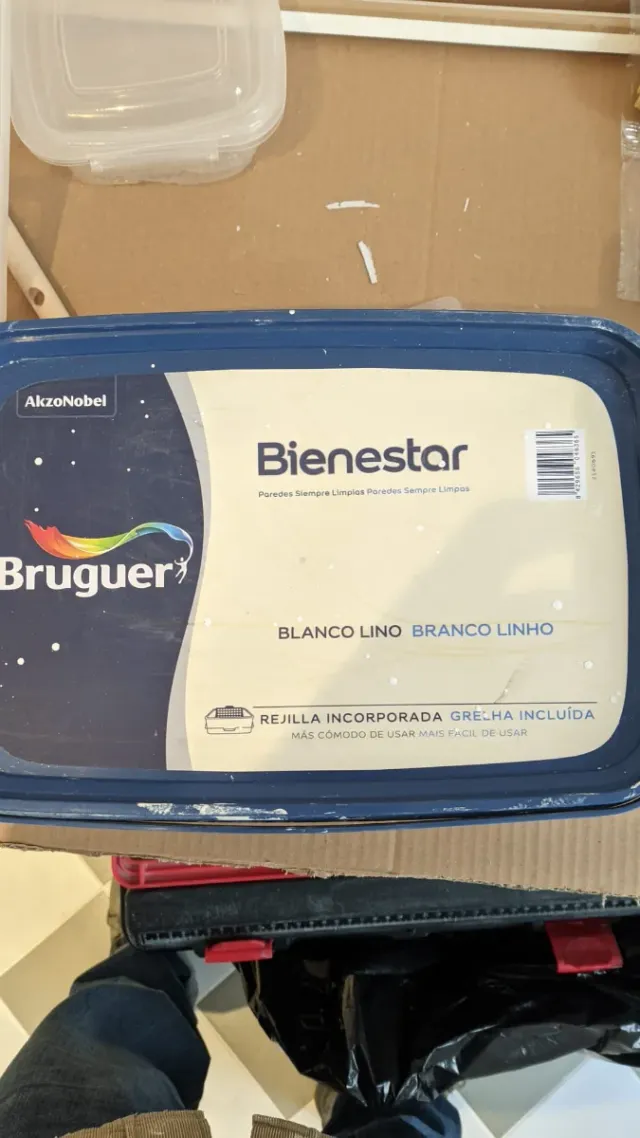 AkzoNobel
Bienestar
Paredes Siempre Limpias Paredes Sempre Limpas
Bruguer
BLANCO LINO BRANCO LINHO
REJILLA INCORPORADA GRELHA INCLUÍDA
MÁS CÓMODO DE USAR MAIS FÁCIL DE USAR